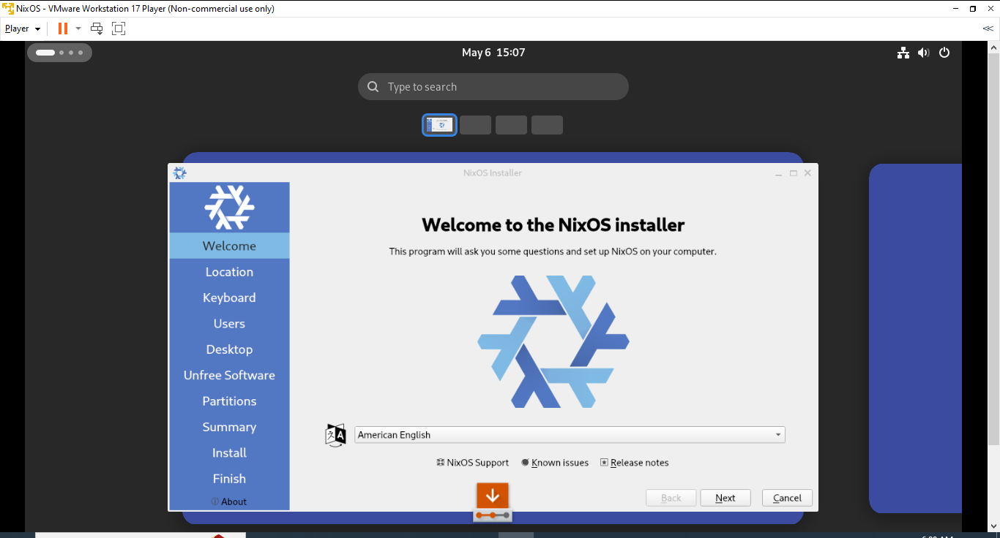 NixOS - VMware Workstation 17 Player (Non-commercial use only)
Player
May 6 15:07
Type to search
NixOS Installer
Welcome to the NixOS installer
This program will ask you some questions and set up NixOS on your computer.
Welcome
Location
Keyboard
Users
Desktop
Unfree Software
Partitions
Summary
Install
Finish
About
American English
NixOS Support
Known issues
Release notes
Back
Next
Cancel